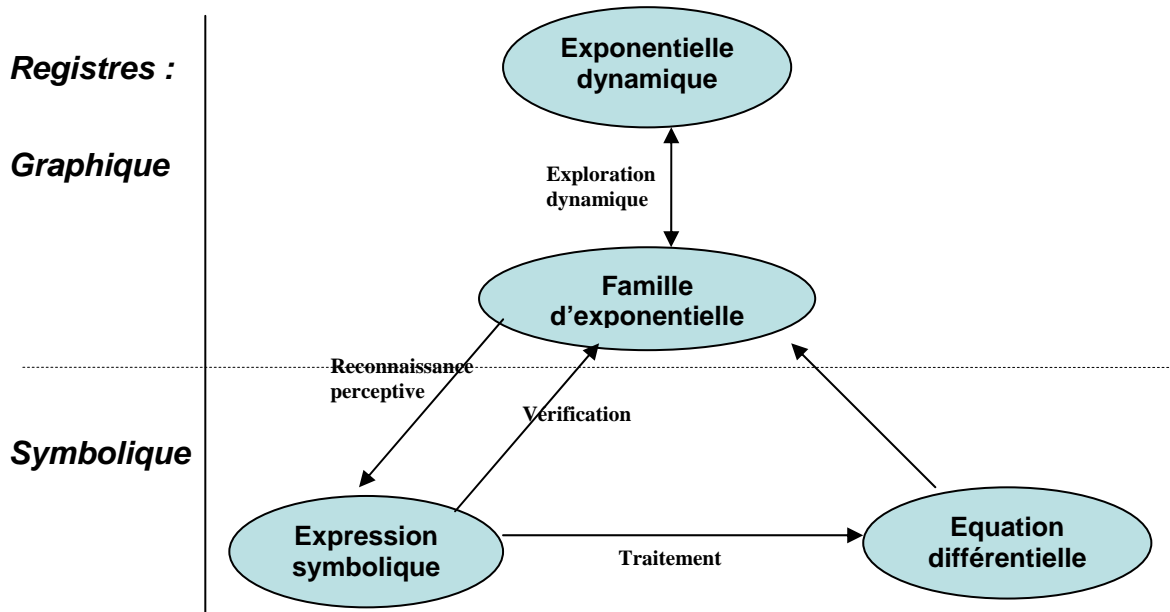 Registres :
Graphique
Exponentielle
dynamique
Exploration
dynamique
Famille
d'exponentielle
Reconnaissance
perceptive
Vérification
Symbolique
Expression
symbolique
Traitement
Equation
différentielle